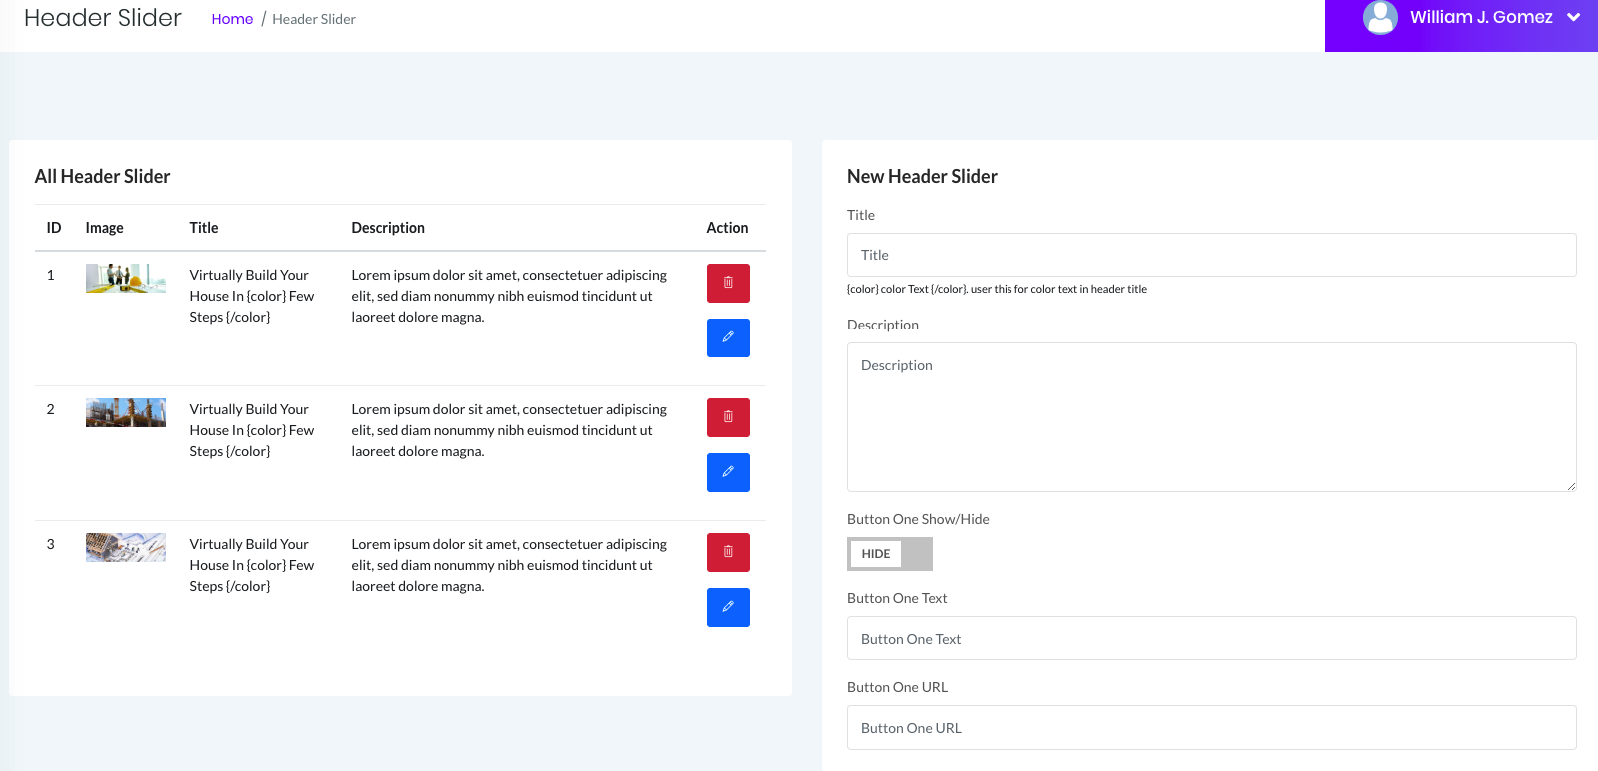 Header Slider
Home / Header Slider
William J. Gomez
All Header Slider
ID Image Title Description Action
1 Virtually Build Your House In {color} Few Steps {/color} Lorem ipsum dolor sit amet, consectetuer adipiscing elit, sed diam nonummy nibh euismod tincidunt ut laoreet dolore magna.
2 Virtually Build Your House In {color} Few Steps {/color} Lorem ipsum dolor sit amet, consectetuer adipiscing elit, sed diam nonummy nibh euismod tincidunt ut laoreet dolore magna.
3 Virtually Build Your House In {color} Few Steps {/color} Lorem ipsum dolor sit amet, consectetuer adipiscing elit, sed diam nonummy nibh euismod tincidunt ut laoreet dolore magna.
New Header Slider
Title
Title
{color} color Text {/color}. user this for color text in header title
Description
Description
Button One Show/Hide
HIDE
Button One Text
Button One Text
Button One URL
Button One URL